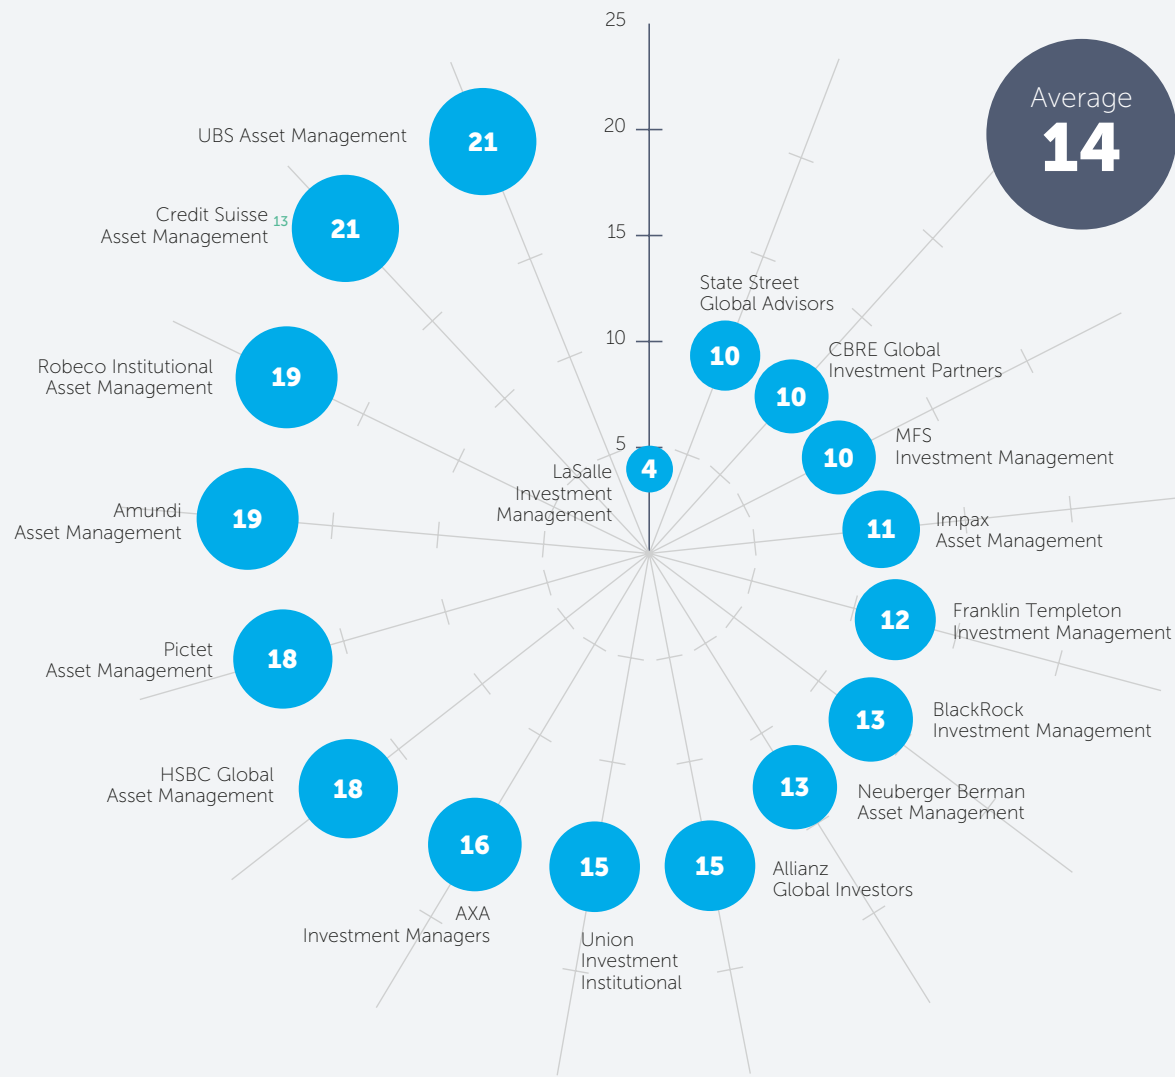 25
20
15
10
5
Average
14
4
LaSalle
Investment
Management
10
State Street
Global Advisors
10
CBRE Global
Investment Partners
10
MFS
Investment Management
11
Impax
Asset Management
12
Franklin Templeton
Investment Management
13
BlackRock
Investment Management
13
Neuberger Berman
Asset Management
15
Allianz
Global Investors
15
Union
Investment
Institutional
16
AXA
Investment Managers
18
HSBC Global
Asset Management
18
Pictet
Asset Management
19
Amundi
Asset Management
19
Robeco Institutional
Asset Management
21
Credit Suisse 13
Asset Management
21
UBS Asset Management